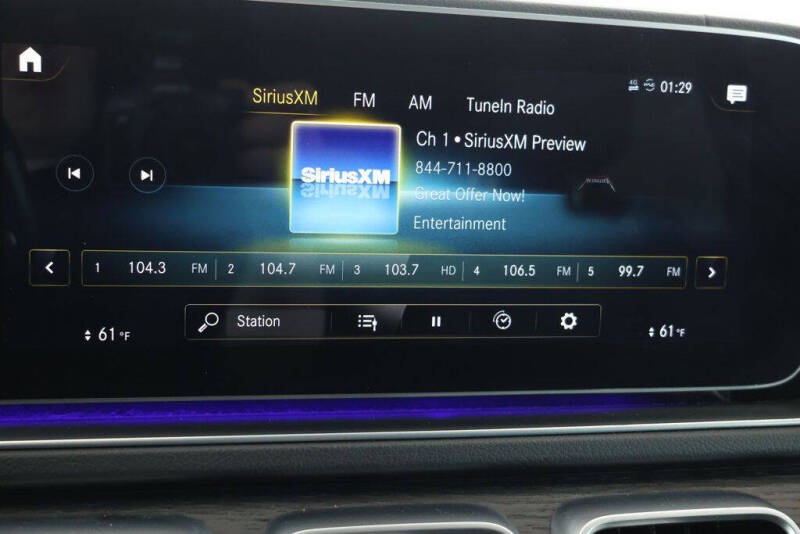 4G 01:29
SiriusXM FM AM TuneIn Radio
SiriusXM
Ch 1 • SiriusXM Preview
844-711-8800
Great Offer Now!
Entertainment
1 104.3 FM 2 104.7 FM 3 103.7 HD 4 106.5 FM 5 99.7 FM
Station
61 °F 61 °F